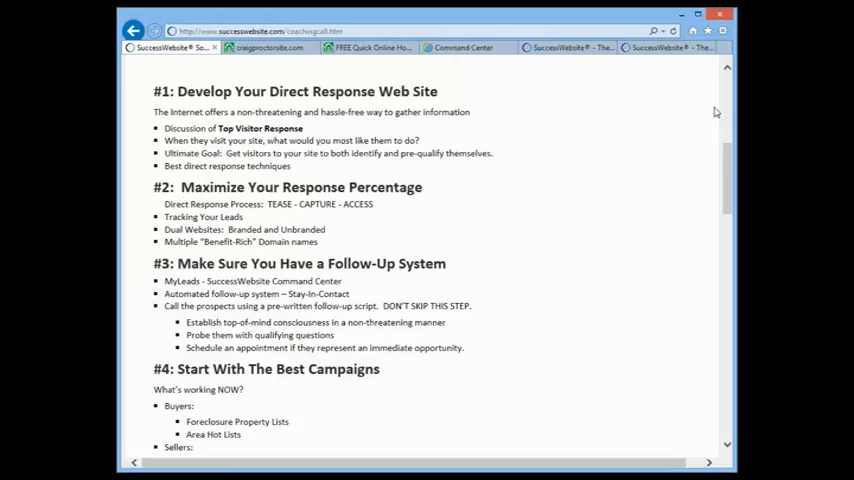 http://www.successwebsite.com/coachingcall.htm
SuccessWebsite® So...
craigproctorsite.com
FREE Quick Online Ho...
Command Center
SuccessWebsite® - The...
SuccessWebsite® - The...
#1: Develop Your Direct Response Web Site
The Internet offers a non-threatening and hassle-free way to gather information
▪ Discussion of Top Visitor Response
▪ When they visit your site, what would you most like them to do?
▪ Ultimate Goal: Get visitors to your site to both identify and pre-qualify themselves.
▪ Best direct response techniques
#2: Maximize Your Response Percentage
Direct Response Process: TEASE - CAPTURE - ACCESS
▪ Tracking Your Leads
▪ Dual Websites: Branded and Unbranded
▪ Multiple "Benefit-Rich" Domain names
#3: Make Sure You Have a Follow-Up System
▪ MyLeads - SuccessWebsite Command Center
▪ Automated follow-up system – Stay-In-Contact
▪ Call the prospects using a pre-written follow-up script. DON'T SKIP THIS STEP.
▪ Establish top-of-mind consciousness in a non-threatening manner
▪ Probe them with qualifying questions
▪ Schedule an appointment if they represent an immediate opportunity.
#4: Start With The Best Campaigns
What's working NOW?
▪ Buyers:
▪ Foreclosure Property Lists
▪ Area Hot Lists
▪ Sellers: